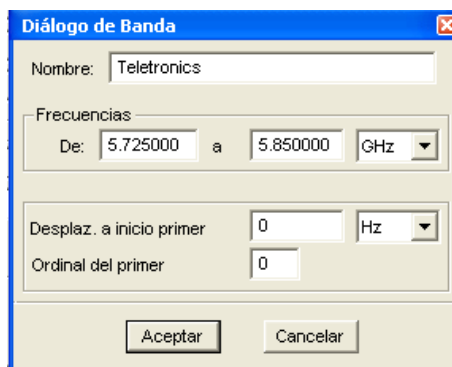 Diálogo de Banda
Nombre: Teletronics
Frecuencias
De: 5.725000 a 5.850000 GHz
Desplaz. a inicio primer 0 Hz
Ordinal del primer 0
Aceptar Cancelar